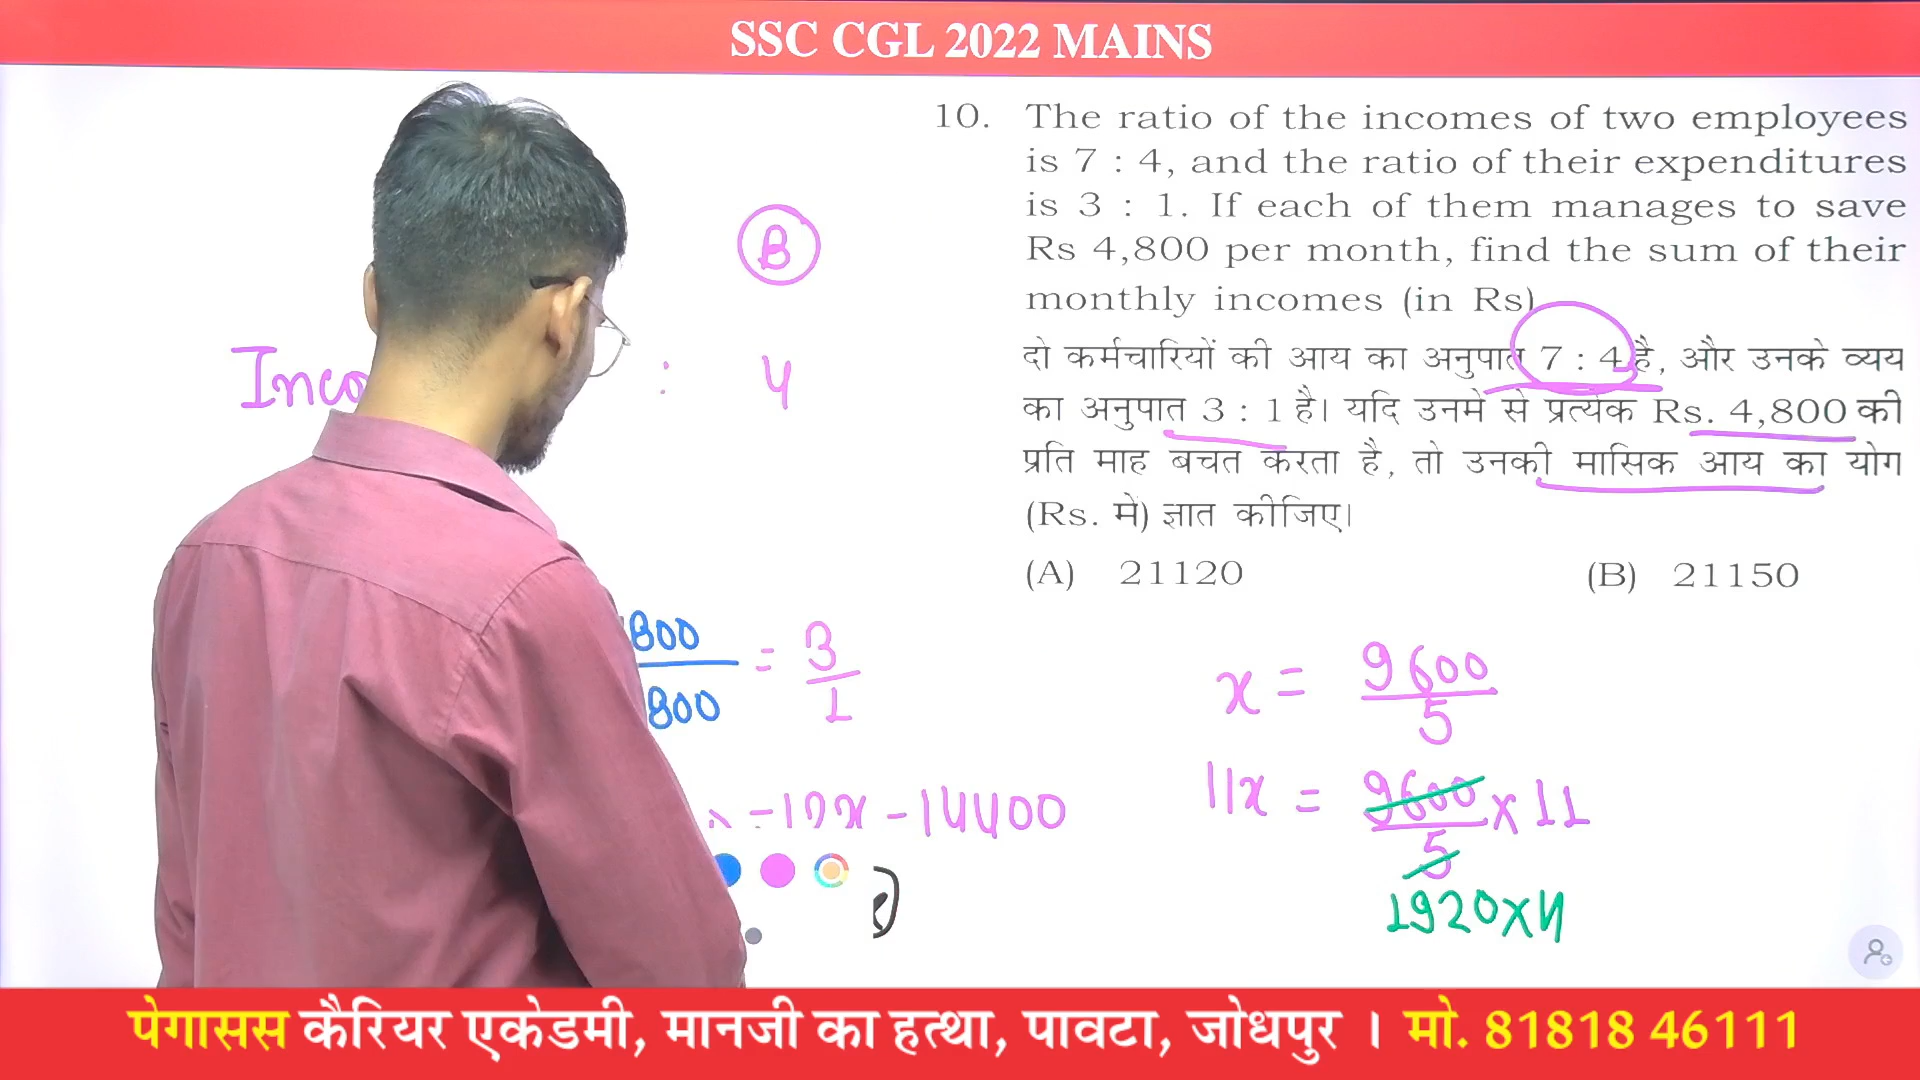 SSC CGL 2022 MAINS
10. The ratio of the incomes of two employees
is 7 : 4, and the ratio of their expenditures
is 3 : 1. If each of them manages to save
Rs 4,800 per month, find the sum of their
monthly incomes (in Rs)
दो कर्मचारियों की आय का अनुपात 7 : 4 है, और उनके व्यय
का अनुपात 3 : 1 है। यदि उनमें से प्रत्येक Rs. 4,800 की
प्रति माह बचत करता है, तो उनकी मासिक आय का योग
(Rs. में) ज्ञात कीजिए।
(A) 21120 (B) 21150
B
Inco : 4
800 / 800 = 3/1
=12x - 14400
x = 9600/5
11x = 9600/5 x 11
1920x11
पेगासस कैरियर एकेडमी, मानजी का हत्था, पावटा, जोधपुर । मो. 81818 46111